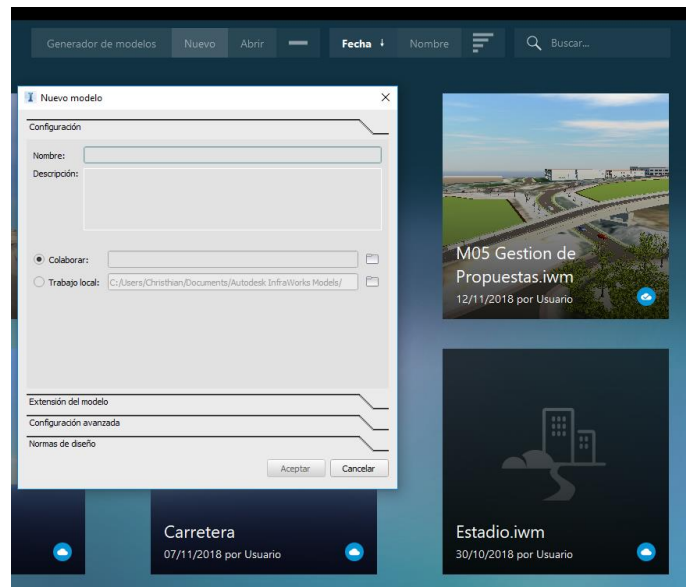 Generador de modelos Nuevo Abrir Fecha ↓ Nombre Buscar...
Nuevo modelo
Configuración
Nombre:
Descripción:
Colaborar:
Trabajo local: C:/Users/Christhian/Documents/Autodesk InfraWorks Models/
Extensión del modelo
Configuración avanzada
Normas de diseño
Aceptar Cancelar
M05 Gestion de
Propuestas.iwm
12/11/2018 por Usuario
Carretera
07/11/2018 por Usuario
Estadio.iwm
30/10/2018 por Usuario